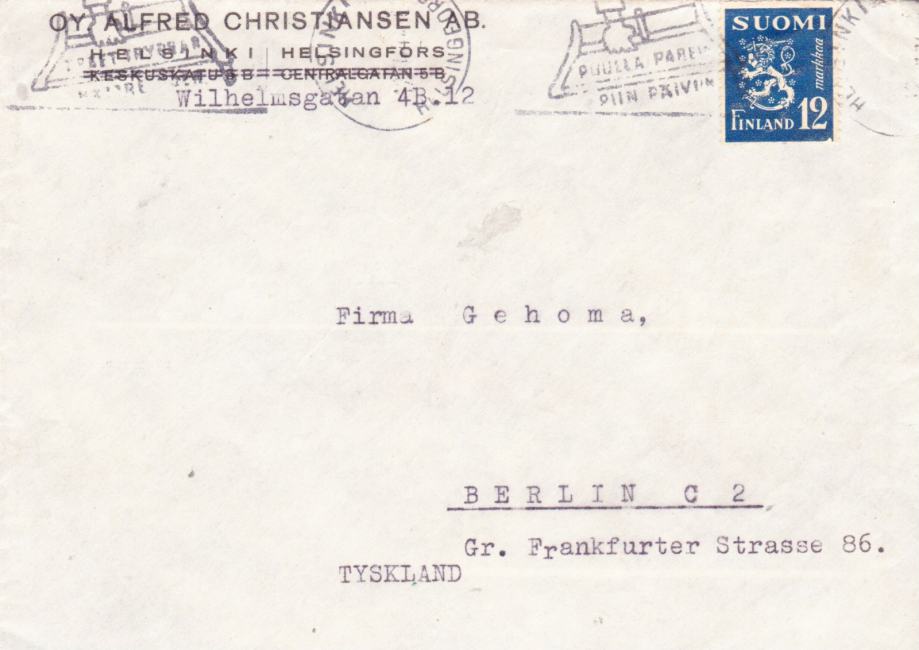 OY. ALFRED CHRISTIANSEN AB.
HELSINKI HELSINGFORS
KESKUSKATU 5 B CENTRALGATAN 5 B
Wilhelmsgatan 4B.12
PUULLA PAREM
PIIN PÄIVIIN
SUOMI
markkaa
FINLAND 12
Firma Gehoma,
BERLIN C 2
Gr. Frankfurter Strasse 86.
TYSKLAND